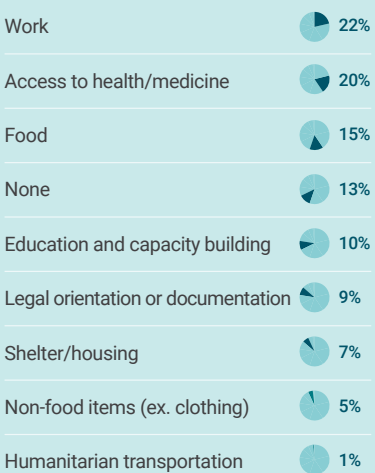 Work 22%
Access to health/medicine 20%
Food 15%
None 13%
Education and capacity building 10%
Legal orientation or documentation 9%
Shelter/housing 7%
Non-food items (ex. clothing) 5%
Humanitarian transportation 1%